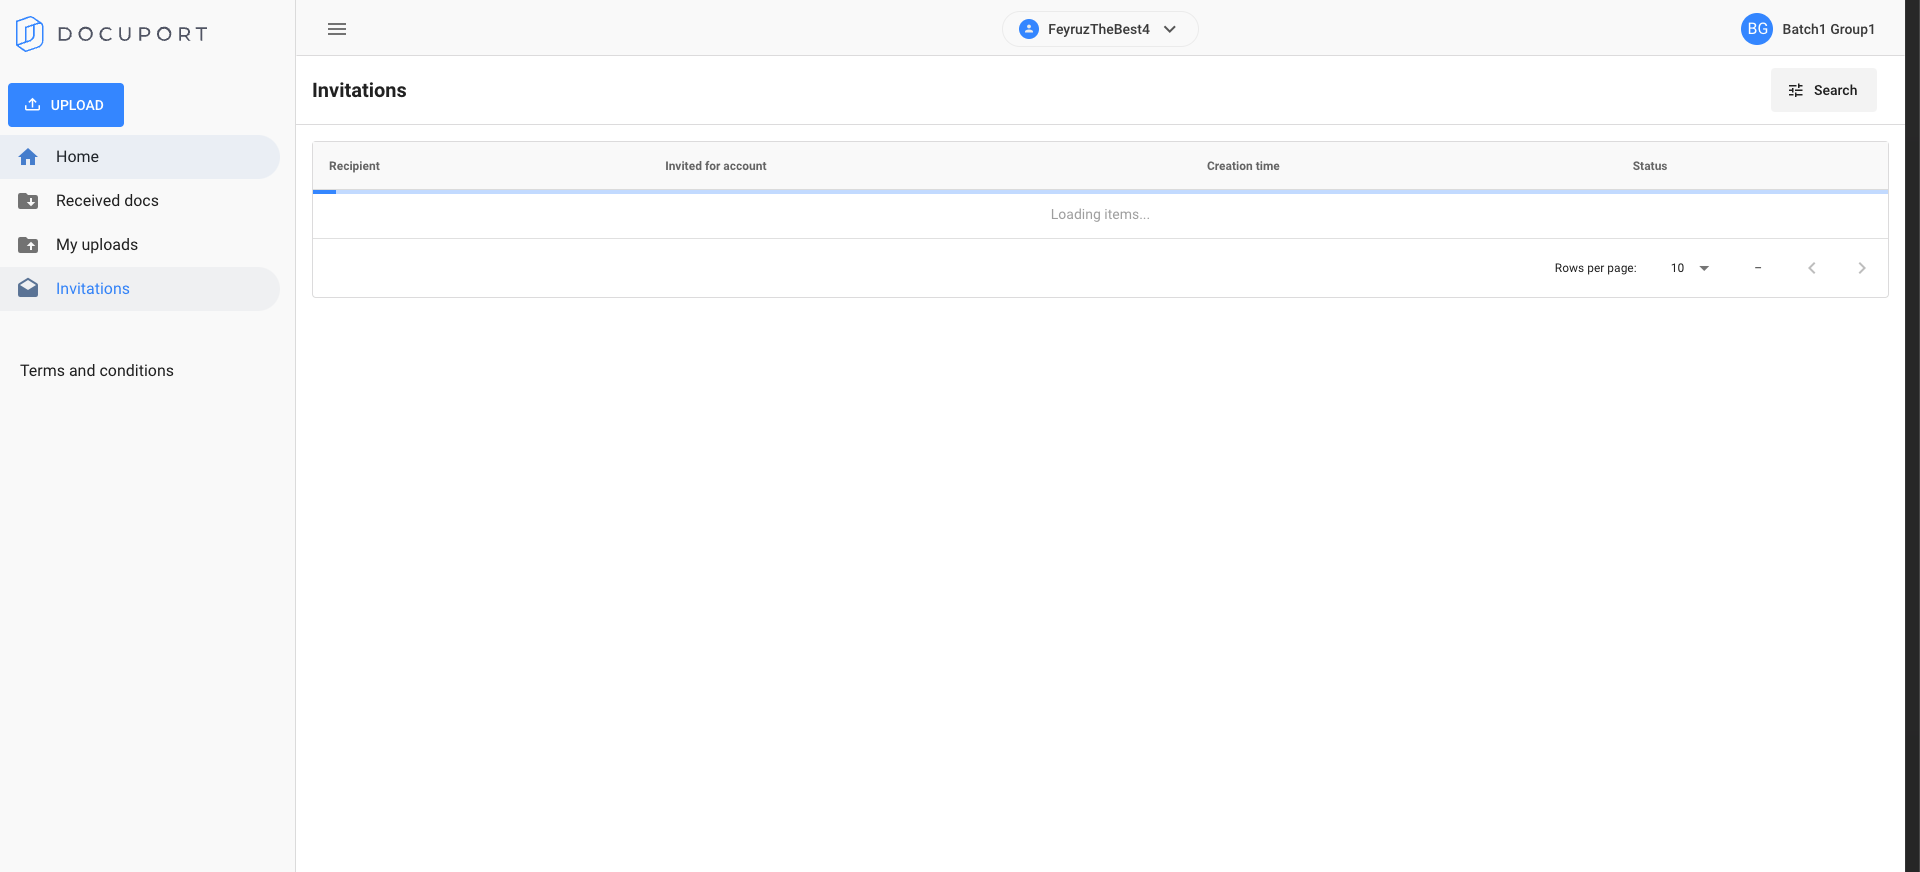 DOCUPORT
FeyruzTheBest4
BG Batch1 Group1
UPLOAD
Home
Received docs
My uploads
Invitations
Terms and conditions
Invitations
Search
Recipient Invited for account Creation time Status
Loading items...
Rows per page: 10 –